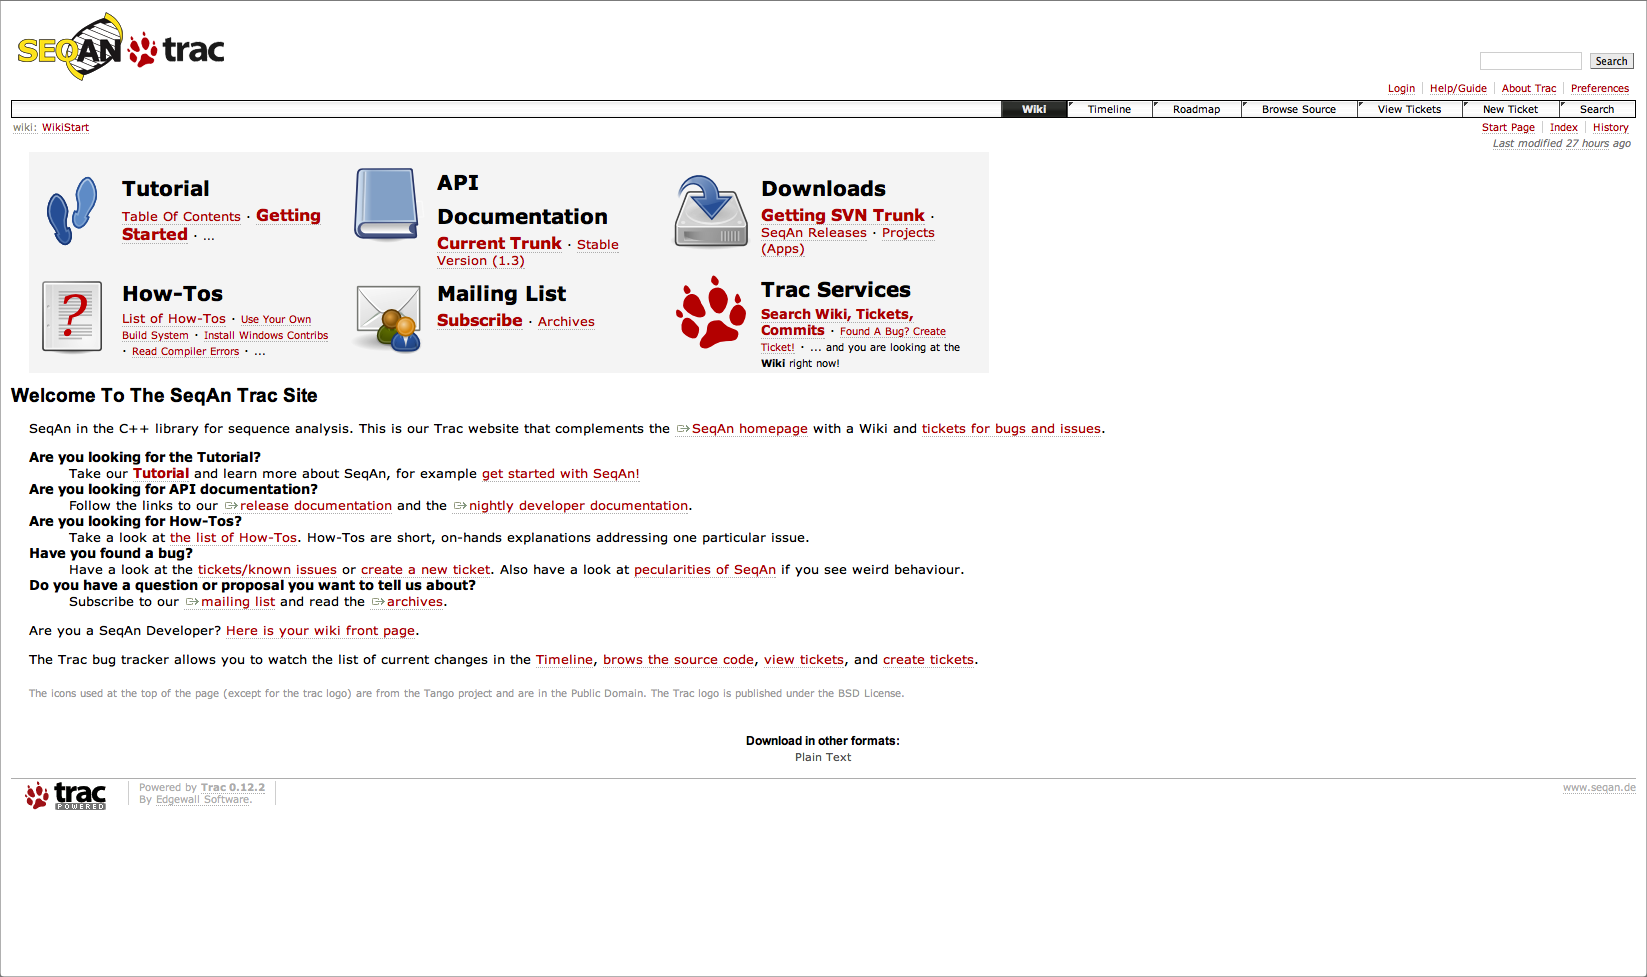 SEQAN trac
Search
Login Help/Guide About Trac Preferences
Wiki Timeline Roadmap Browse Source View Tickets New Ticket Search
wiki: WikiStart
Start Page Index History
Last modified 27 hours ago
Tutorial
Table Of Contents · Getting
Started · ...
API
Documentation
Current Trunk · Stable
Version (1.3)
Downloads
Getting SVN Trunk ·
SeqAn Releases · Projects
(Apps)
?
How-Tos
List of How-Tos · Use Your Own
Build System · Install Windows Contribs
· Read Compiler Errors · ...
Mailing List
Subscribe · Archives
Trac Services
Search Wiki, Tickets,
Commits · Found A Bug? Create
Ticket! · ... and you are looking at the
Wiki right now!
Welcome To The SeqAn Trac Site
SeqAn in the C++ library for sequence analysis. This is our Trac website that complements the SeqAn homepage with a Wiki and tickets for bugs and issues.
Are you looking for the Tutorial?
Take our Tutorial and learn more about SeqAn, for example get started with SeqAn!
Are you looking for API documentation?
Follow the links to our release documentation and the nightly developer documentation.
Are you looking for How-Tos?
Take a look at the list of How-Tos. How-Tos are short, on-hands explanations addressing one particular issue.
Have you found a bug?
Have a look at the tickets/known issues or create a new ticket. Also have a look at pecularities of SeqAn if you see weird behaviour.
Do you have a question or proposal you want to tell us about?
Subscribe to our mailing list and read the archives.
Are you a SeqAn Developer? Here is your wiki front page.
The Trac bug tracker allows you to watch the list of current changes in the Timeline, brows the source code, view tickets, and create tickets.
The icons used at the top of the page (except for the trac logo) are from the Tango project and are in the Public Domain. The Trac logo is published under the BSD License.
Download in other formats:
Plain Text
trac
POWERED
Powered by Trac 0.12.2
By Edgewall Software.
www.seqan.de